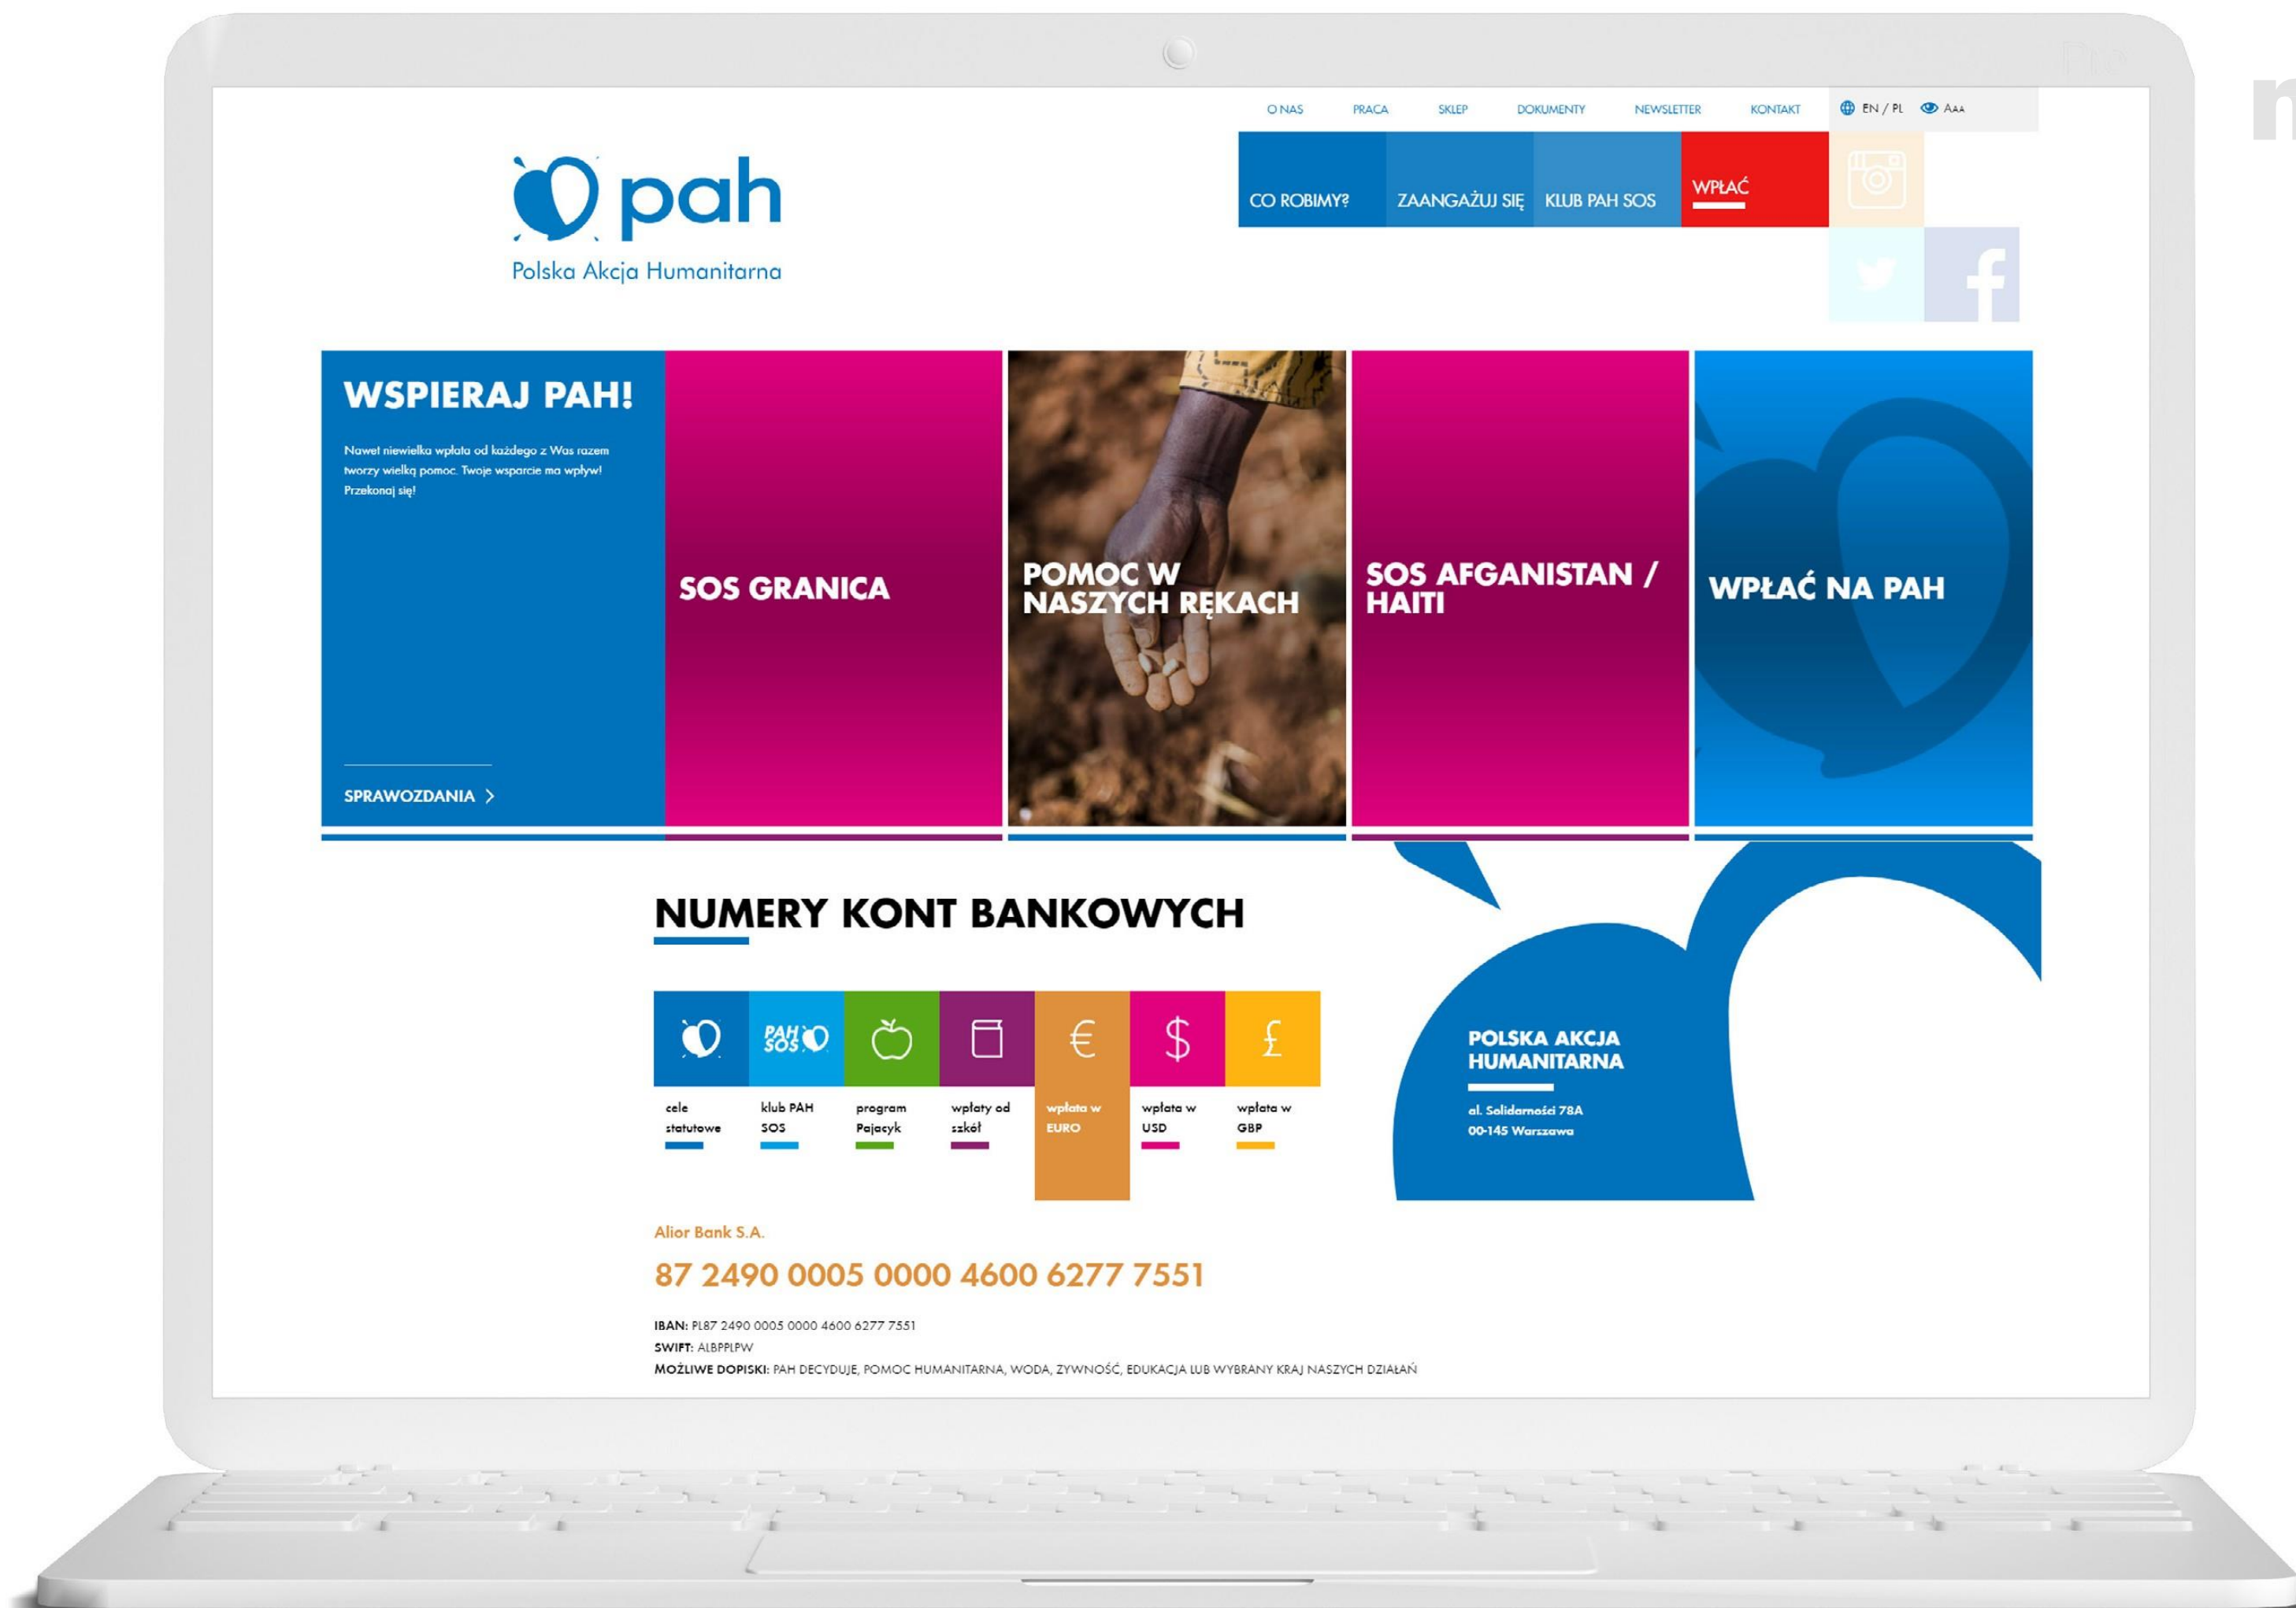 O NAS
PRACA
SKLEP
DOKUMENTY
NEWSLETTER
KONTAKT
EN / PL
AAA
pah
Polska Akcja Humanitarna
CO ROBIMY?
ZAANGAŻUJ SIĘ
KLUB PAH SOS
WPŁAĆ
WSPIERAJ PAH!
Nawet niewielka wpłata od każdego z Was razem
tworzy wielką pomoc. Twoje wsparcie ma wpływ!
Przekonaj się!
SPRAWOZDANIA >
SOS GRANICA
POMOC W
NASZYCH RĘKACH
SOS AFGANISTAN /
HAITI
WPŁAĆ NA PAH
NUMERY KONT BANKOWYCH
PAH
SOS
€
$
£
cele
statutowe
klub PAH
SOS
program
Pajacyk
wpłaty od
szkół
wpłata w
EURO
wpłata w
USD
wpłata w
GBP
POLSKA AKCJA
HUMANITARNA
al. Solidarności 78A
00-145 Warszawa
Alior Bank S.A.
87 2490 0005 0000 4600 6277 7551
IBAN: PL87 2490 0005 0000 4600 6277 7551
SWIFT: ALBPPLPW
MOŻLIWE DOPISKI: PAH DECYDUJE, POMOC HUMANITARNA, WODA, ZYWNOŚĆ, EDUKACJA LUB WYBRANY KRAJ NASZYCH DZIAŁAŃ